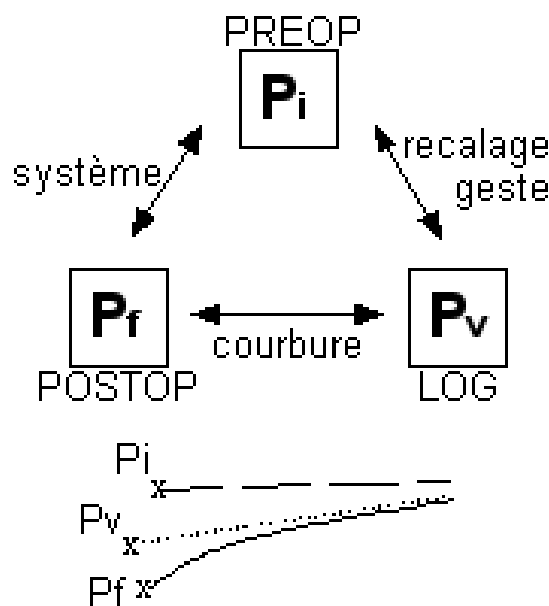 PREOP
Pi
système
recalage
geste
Pf
courbure
Pv
POSTOP
LOG
Pi
x
Pv
x
Pf x